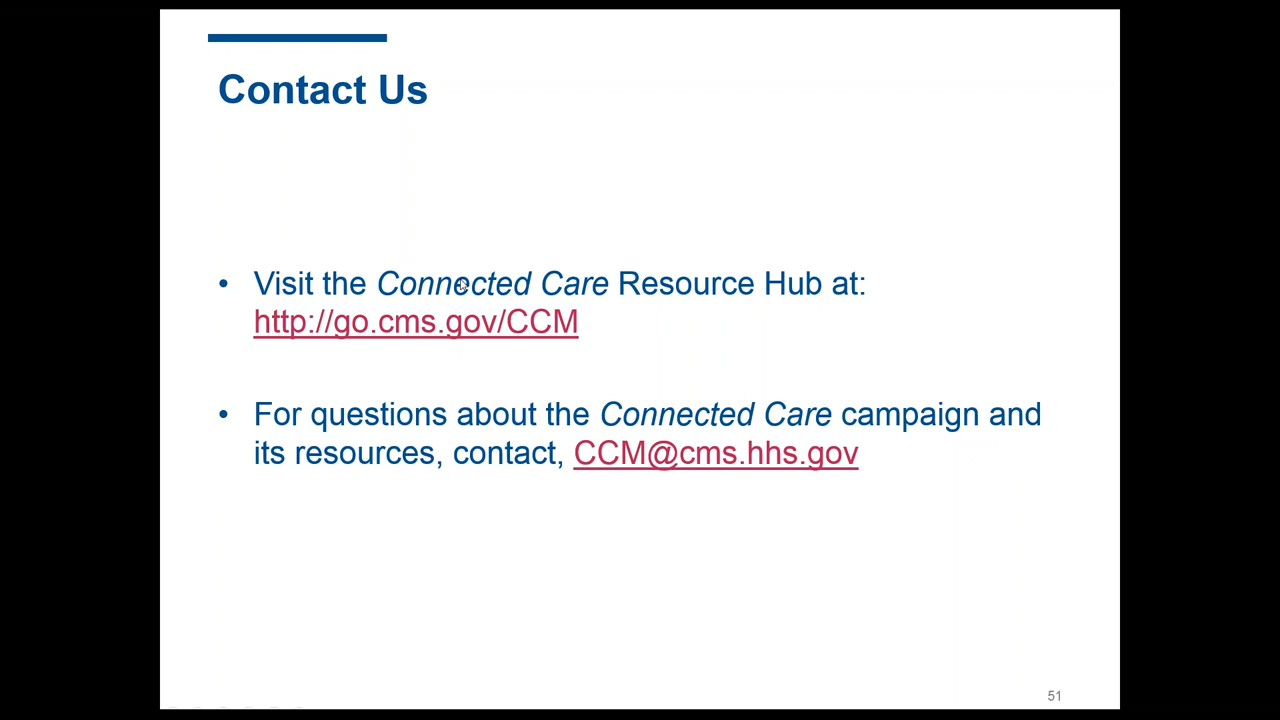 Contact Us
• Visit the Connected Care Resource Hub at:
http://go.cms.gov/CCM
• For questions about the Connected Care campaign and
its resources, contact, CCM@cms.hhs.gov
51